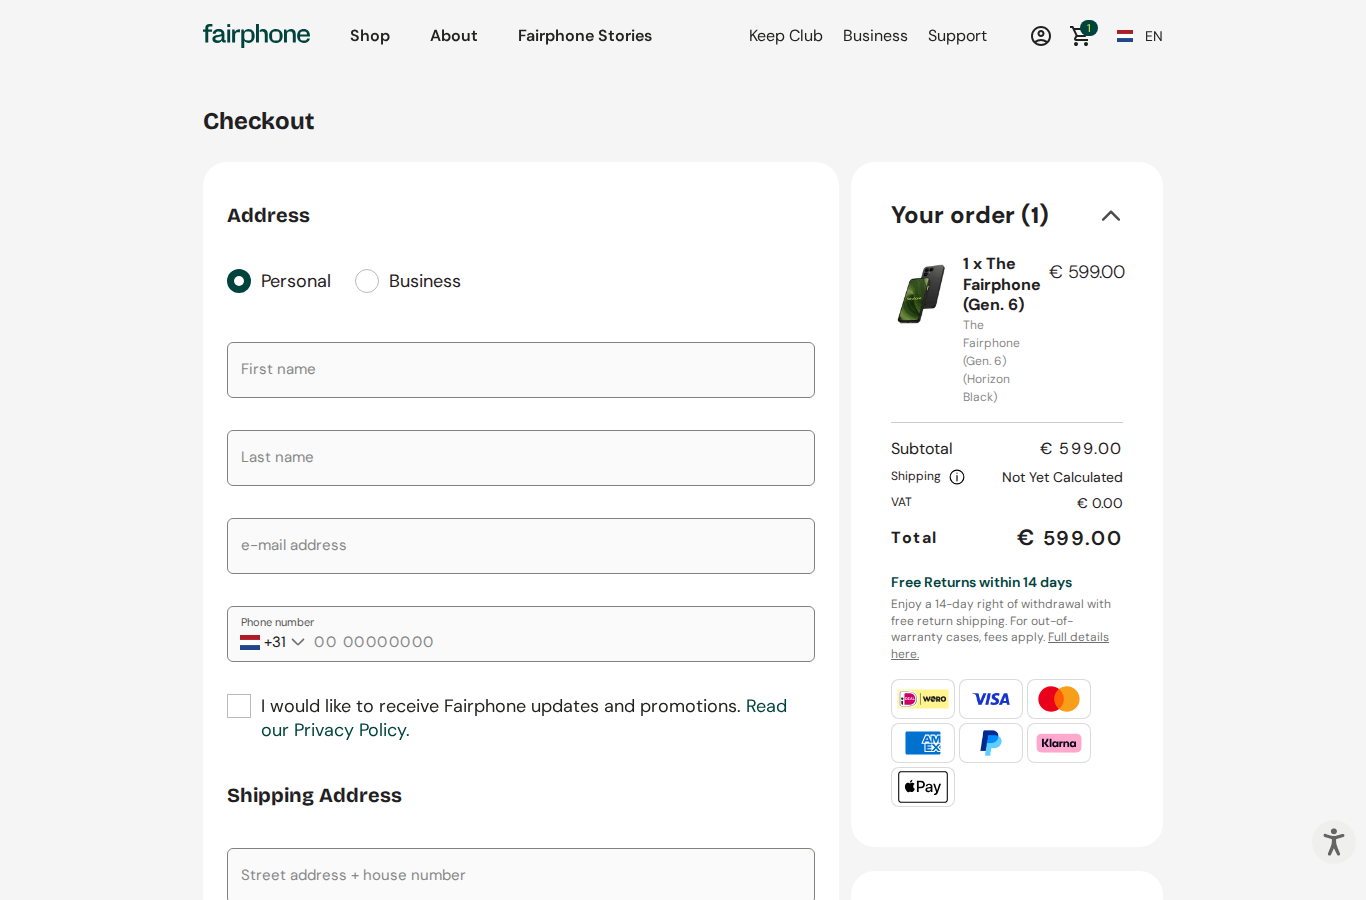 fairphone
Shop
About
Fairphone Stories
Keep Club
Business
Support
1
EN
Checkout
Address
Personal
Business
First name
Last name
e-mail address
Phone number
+31
00 00000000
I would like to receive Fairphone updates and promotions. Read
our Privacy Policy.
Shipping Address
Street address + house number
Your order (1)
1 x The
Fairphone
(Gen. 6)
€ 599.00
The
Fairphone
(Gen. 6)
(Horizon
Black)
Subtotal
€ 599.00
Shipping
Not Yet Calculated
VAT
€ 0.00
Total
€ 599.00
Free Returns within 14 days
Enjoy a 14-day right of withdrawal with
free return shipping. For out-of-
warranty cases, fees apply. Full details
here.
iDEAL
wero
VISA
AM
EX
Klarna
Pay